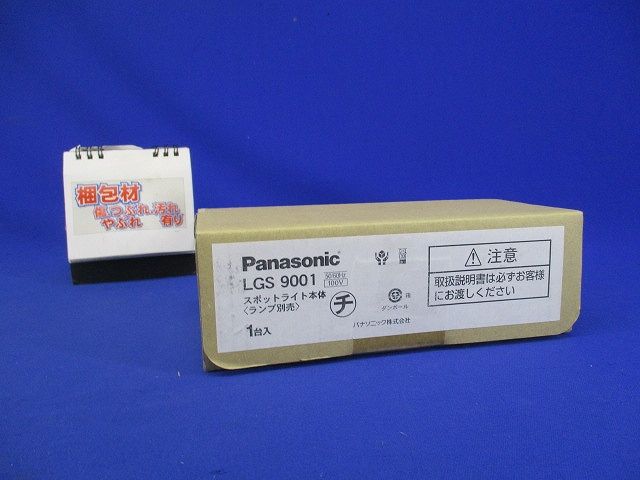 梱包材
傷つぶれ汚れ
やぶれ 有り
Panasonic
LGS 9001
50/60Hz
100V
スポットライト本体
〈ランプ別売〉
チ
1台入
箱
ダンボール
パナソニック株式会社
⚠ 注意
取扱説明書は必ずお客様
にお渡しください